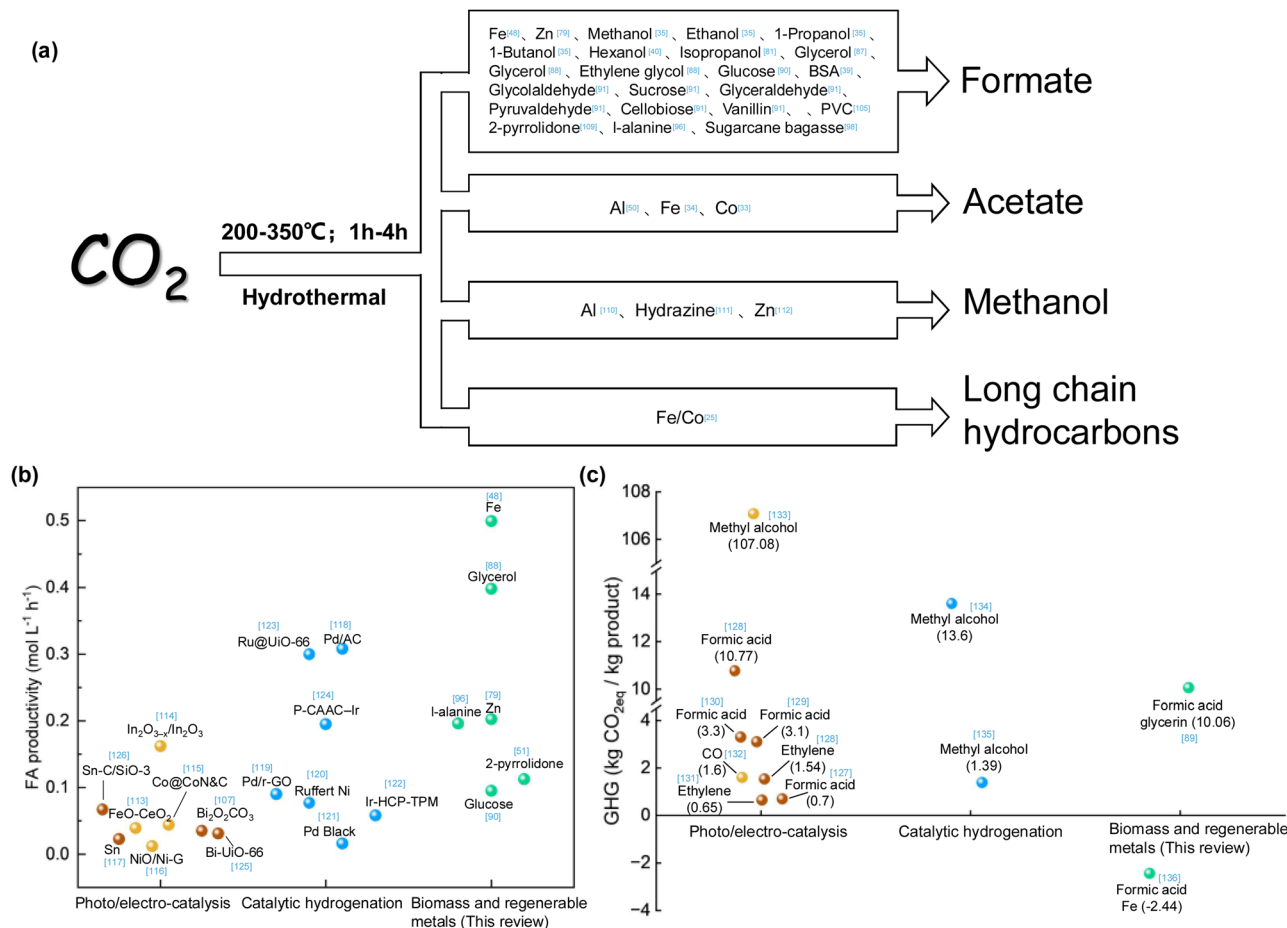 (a)
Fe[48]、Zn[79]、Methanol[35]、Ethanol[35]、1-Propanol[35]、
1-Butanol[35]、Hexanol[40]、Isopropanol[81]、Glycerol[87]、
Glycerol[88]、Ethylene glycol[88]、Glucose[90]、BSA[39]、
Glycolaldehyde[91]、Sucrose[91]、Glyceraldehyde[91]、
Pyruvaldehyde[91]、Cellobiose[91]、Vanillin[91]、、PVC[105]
2-pyrrolidone[109]、l-alanine[96]、Sugarcane bagasse[98]
Formate
Al[50]、Fe [34]、Co[33]
Acetate
CO2
200-350℃；1h-4h
Hydrothermal
Al [110]、Hydrazine[111]、Zn[112]
Methanol
Fe/Co[25]
Long chain
hydrocarbons
(b)
FA productivity (mol L-1 h-1)
0.5
0.4
0.3
0.2
0.1
0.0
[48]
Fe
[88]
Glycerol
[123]
Ru@UiO-66
[118]
Pd/AC
[124]
P-CAAC–Ir
[96]
l-alanine
[79]
Zn
[114]
In2O3-x/In2O3
[126]
Sn-C/SiO-3
[115]
Co@CoN&C
[51]
2-pyrrolidone
[119]
Pd/r-GO
[120]
Ruffert Ni
[122]
Ir-HCP-TPM
Glucose
[90]
[113]
FeO-CeO2
[107]
Bi2O2CO3
[121]
Pd Black
Sn
[117]
NiO/Ni-G
[116]
Bi-UiO-66
[125]
Photo/electro-catalysis
Catalytic hydrogenation
Biomass and regenerable
metals (This review)
(c)
GHG (kg CO2eq / kg product)
108
106
14
12
10
4
2
0
−2
−4
[133]
Methyl alcohol
(107.08)
[134]
Methyl alcohol
(13.6)
[128]
Formic acid
(10.77)
Formic acid
glycerin (10.06)
[89]
[130]
Formic acid
(3.3)
[129]
Formic acid
(3.1)
[132]
CO
(1.6)
[128]
Ethylene
(1.54)
[135]
Methyl alcohol
(1.39)
[131]
Ethylene
(0.65)
[127]
Formic acid
(0.7)
Photo/electro-catalysis
Catalytic hydrogenation
Biomass and regenerable
metals (This review)
[136]
Formic acid
Fe (-2.44)